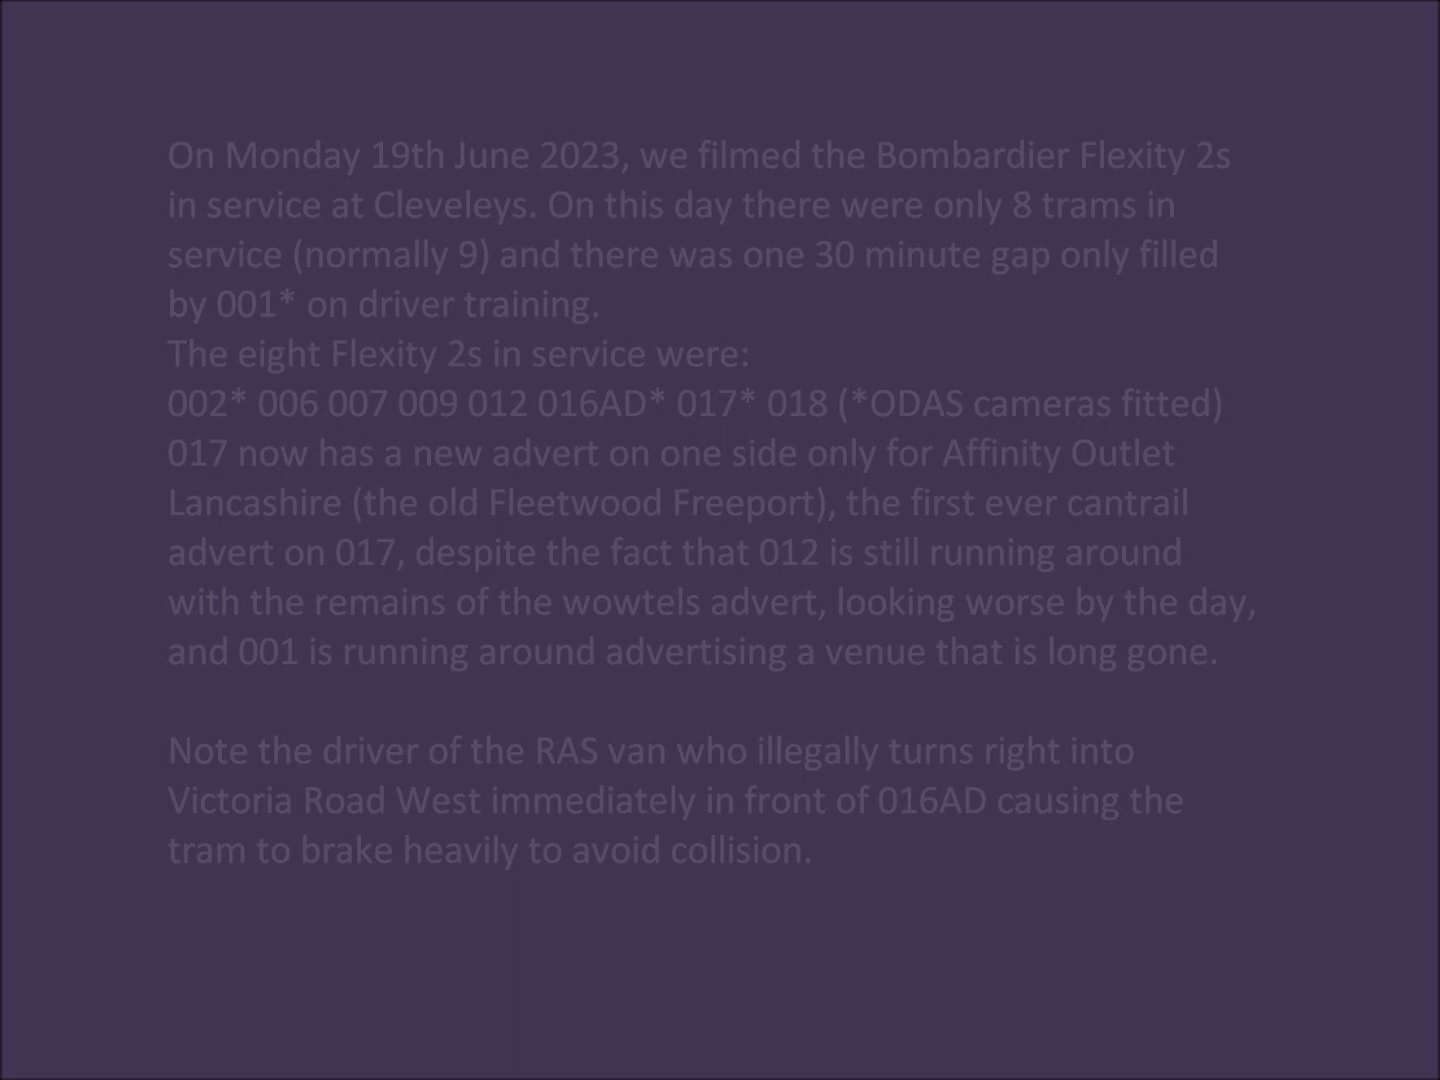 On Monday 19th June 2023, we filmed the Bombardier Flexity 2s
in service at Cleveleys. On this day there were only 8 trams in
service (normally 9) and there was one 30 minute gap only filled
by 001* on driver training.
The eight Flexity 2s in service were:
002* 006 007 009 012 016AD* 017* 018 (*ODAS cameras fitted)
017 now has a new advert on one side only for Affinity Outlet
Lancashire (the old Fleetwood Freeport), the first ever cantrail
advert on 017, despite the fact that 012 is still running around
with the remains of the wowtels advert, looking worse by the day,
and 001 is running around advertising a venue that is long gone.
Note the driver of the RAS van who illegally turns right into
Victoria Road West immediately in front of 016AD causing the
tram to brake heavily to avoid collision.